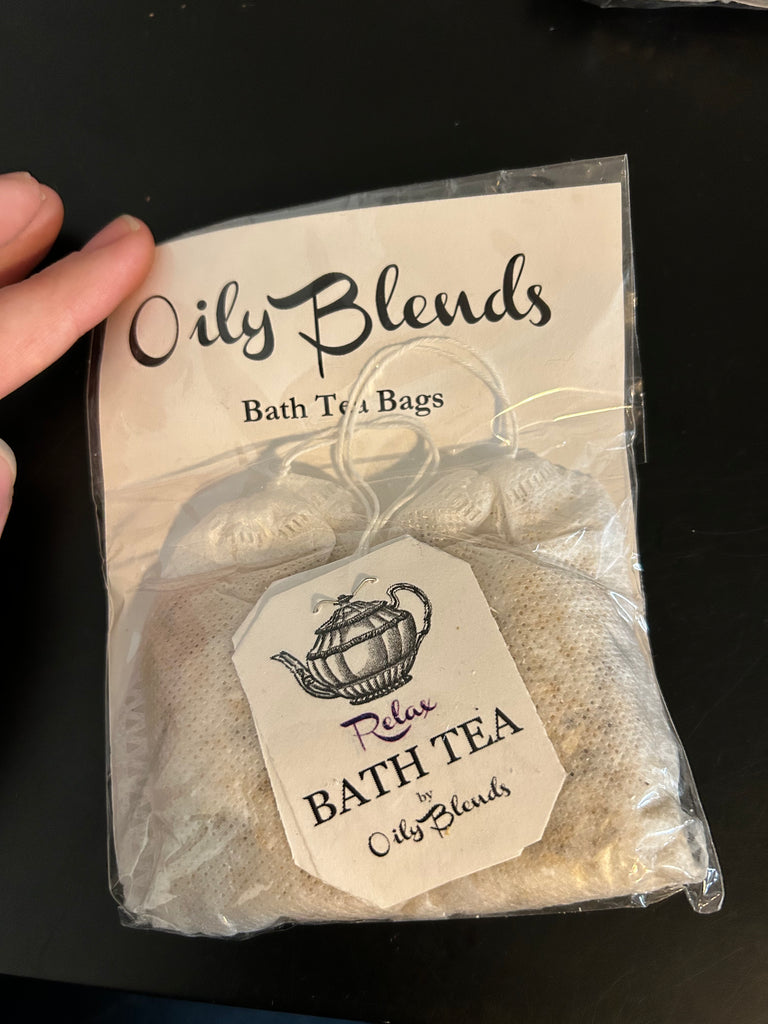 Oily Blends
Bath Tea Bags
Relax
BATH TEA
by
Oily Blends